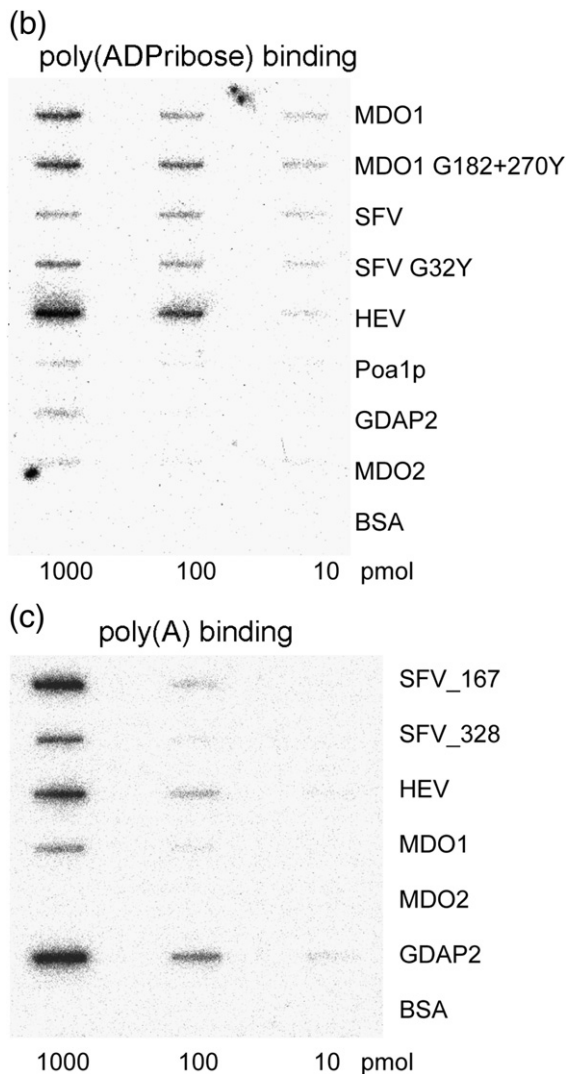 (b)
poly(ADPribose) binding
MDO1
MDO1 G182+270Y
SFV
SFV G32Y
HEV
Poa1p
GDAP2
MDO2
BSA
1000 100 10 pmol
(c)
poly(A) binding
SFV_167
SFV_328
HEV
MDO1
MDO2
GDAP2
BSA
1000 100 10 pmol